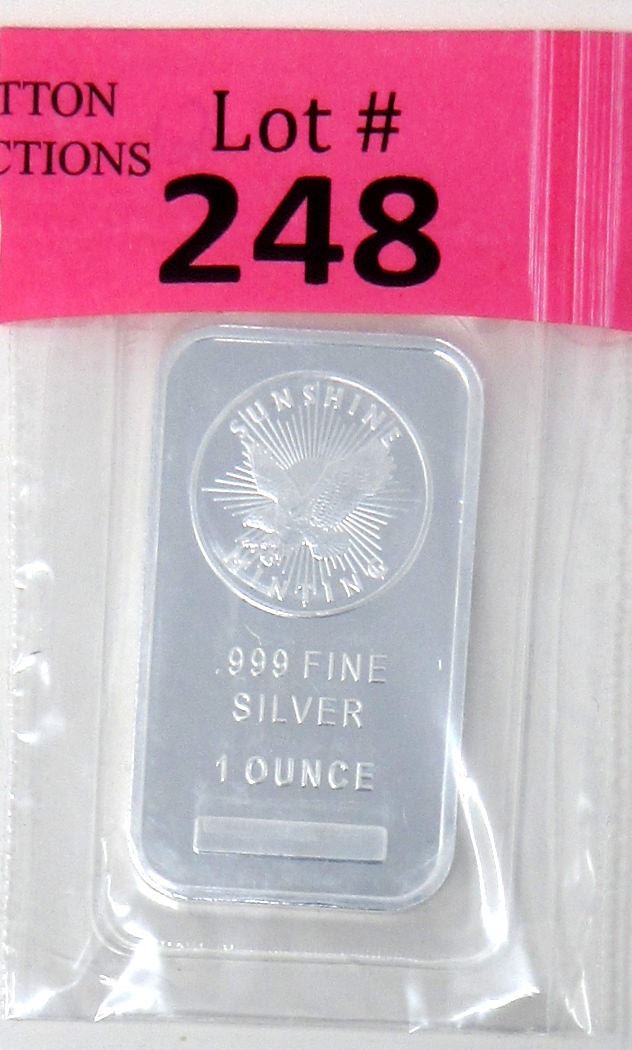 TTON
CTIONS
Lot #
248
SUNSHINE
MINTING
.999 FINE
SILVER
1 OUNCE